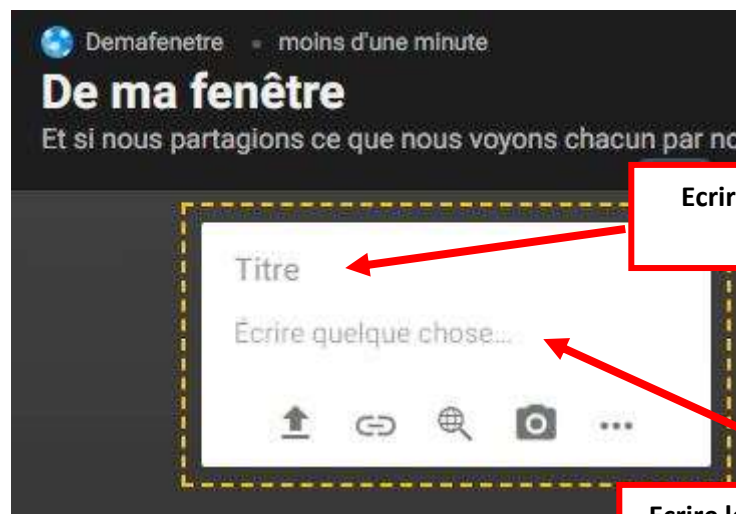 Demafenetre • moins d'une minute
De ma fenêtre
Et si nous partagions ce que nous voyons chacun par
Titre
Écrire quelque chose...